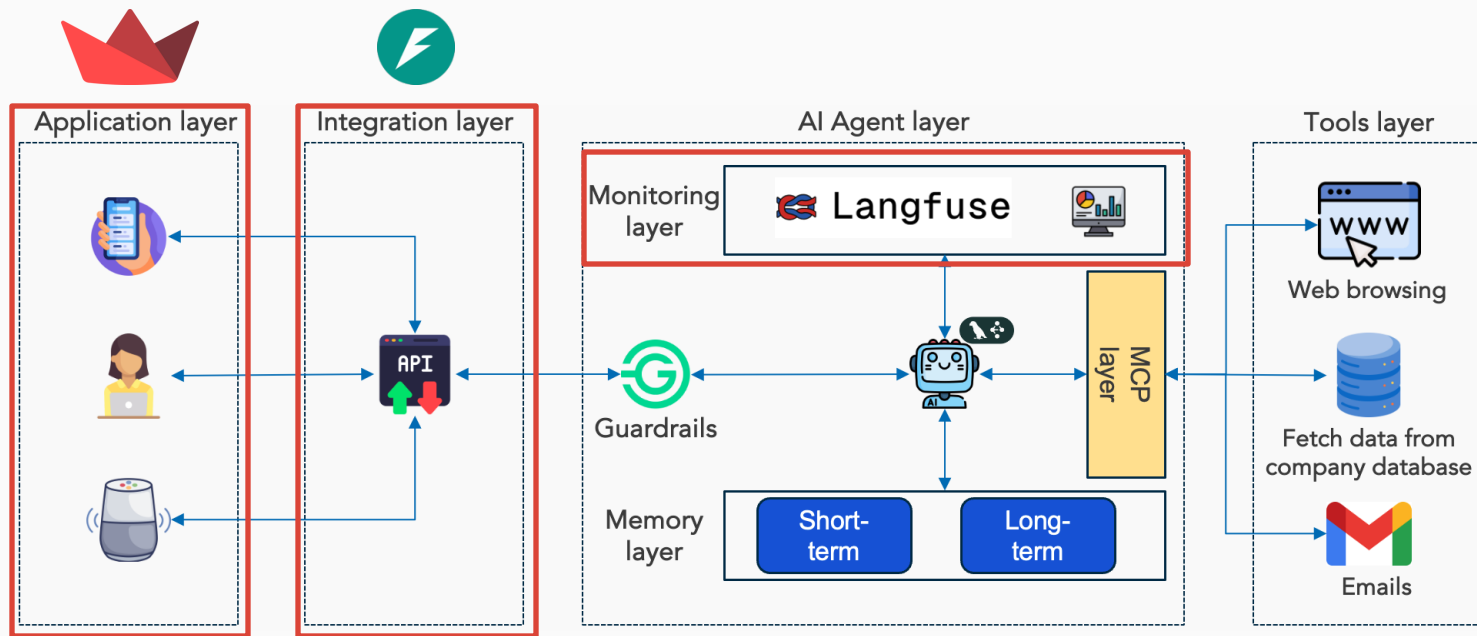 Application layer
Integration layer
AI Agent layer
Tools layer
Monitoring
layer
Langfuse
WWW
Web browsing
API
AI
MCP
layer
Guardrails
Fetch data from
company database
Memory
layer
Short-
term
Long-
term
Emails